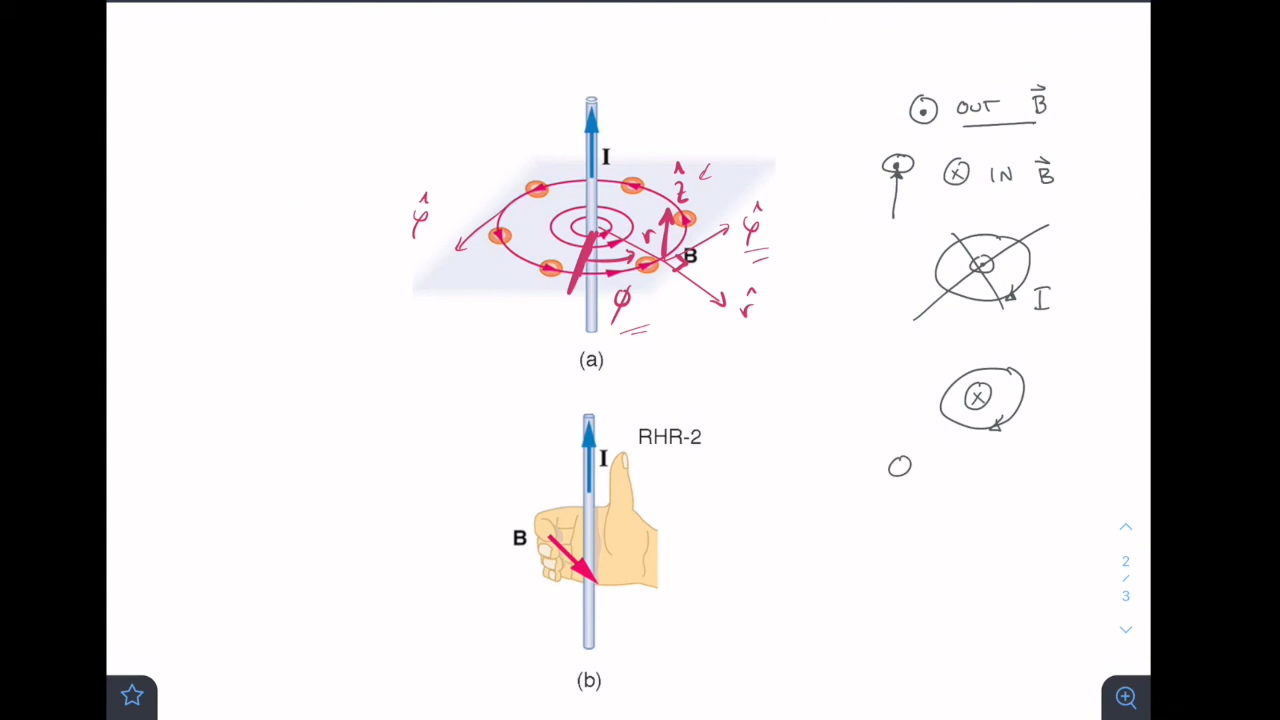 I
ẑ
φ̂
r
φ̂
B
φ
r̂
(a)
RHR-2
I
B
(b)
⊙ OUT B⃗
⊗ IN B⃗
I
2
/
3